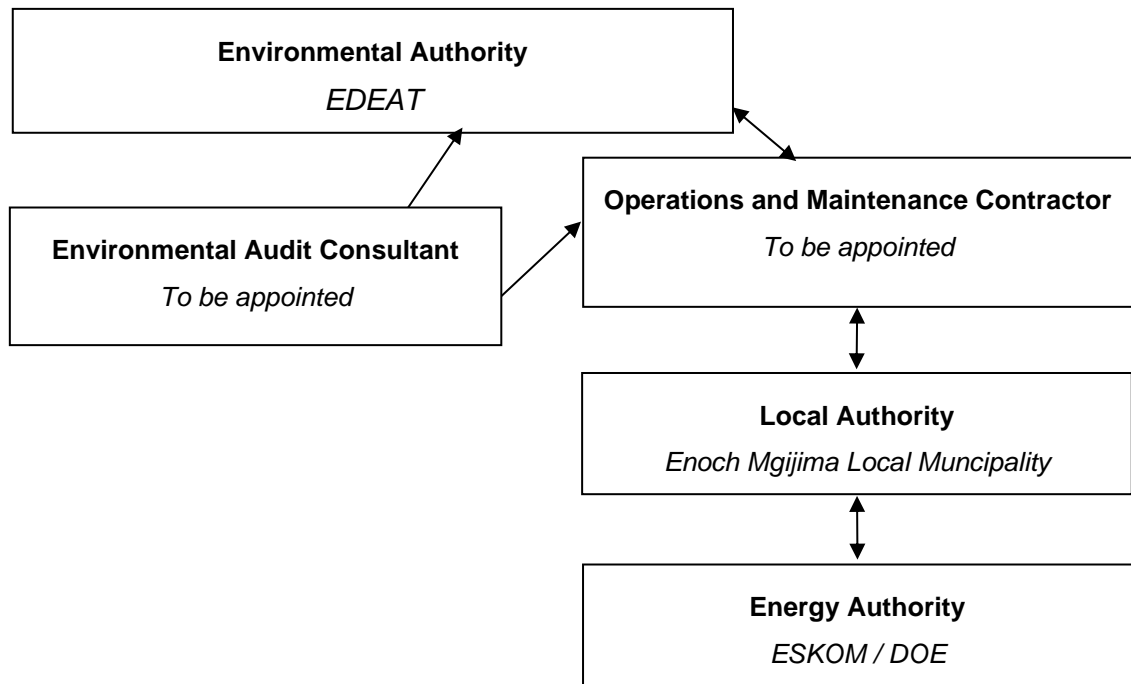 Environmental Authority
EDEAT
Operations and Maintenance Contractor
To be appointed
Environmental Audit Consultant
To be appointed
Local Authority
Enoch Mgijima Local Muncipality
Energy Authority
ESKOM / DOE